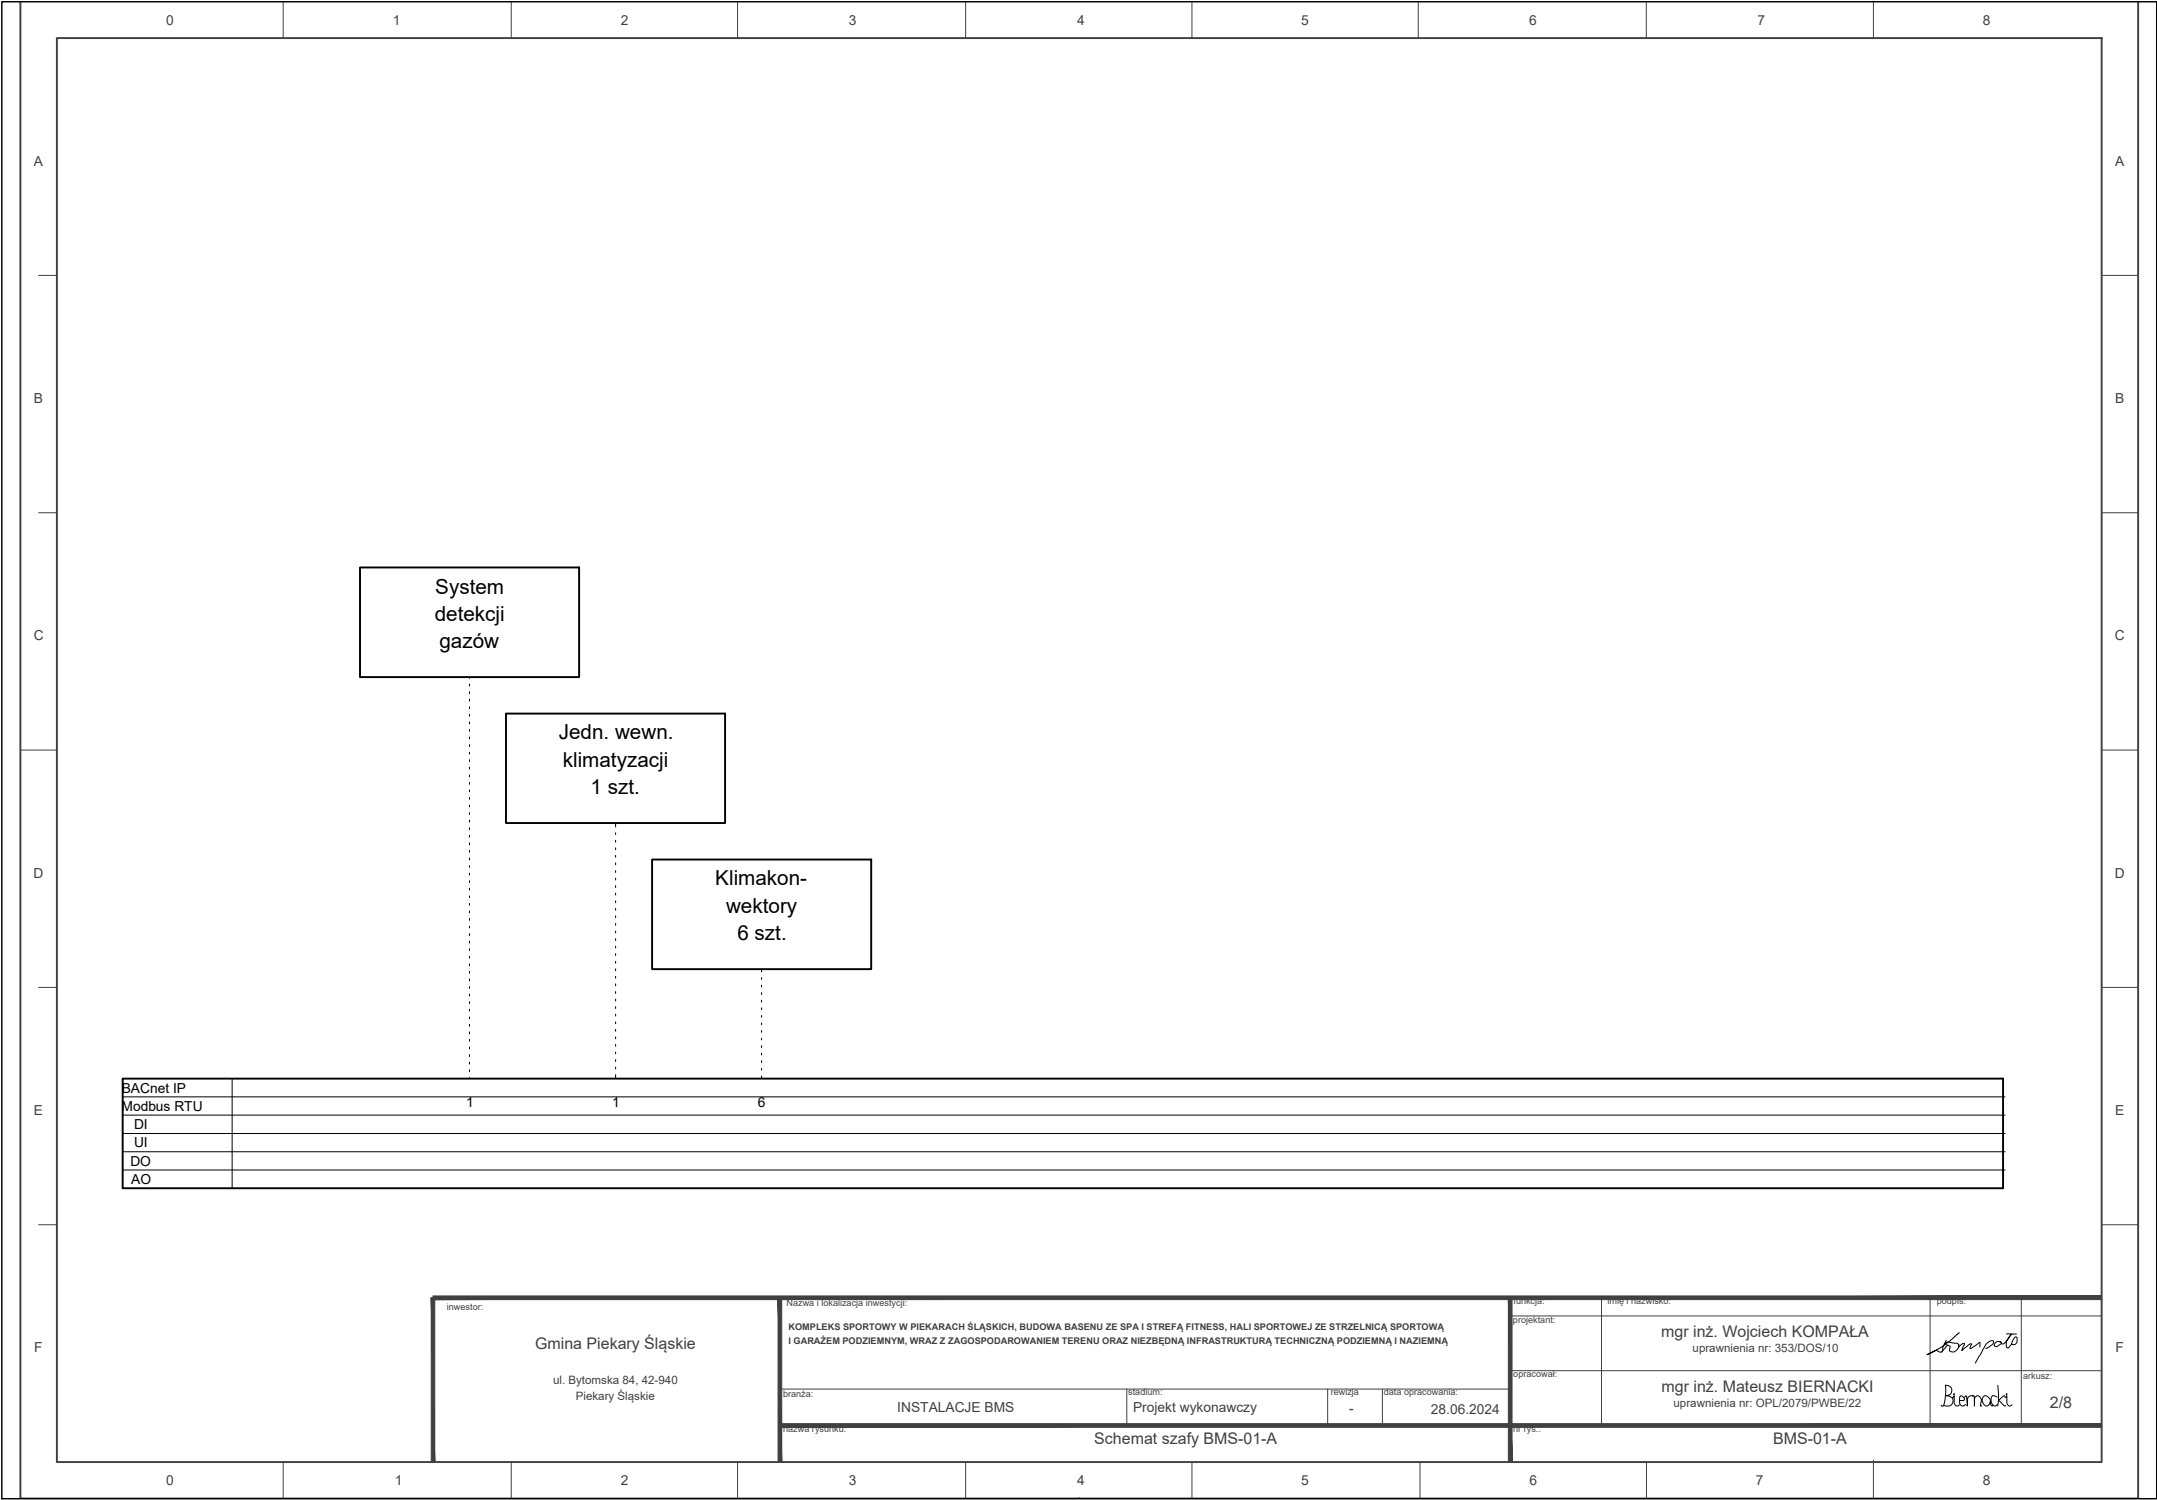 0 1 2 3 4 5 6 7 8
A A
B B
System
detekcji
gazów
C C
Jedn. wewn.
klimatyzacji
1 szt.
Klimakon-
wektory
6 szt.
D D
BACnet IP
Modbus RTU 1 1 6
DI
UI
DO
AO
E E
inwestor:
Gmina Piekary Śląskie
ul. Bytomska 84, 42-940
Piekary Śląskie
Nazwa i lokalizacja inwestycji:
KOMPLEKS SPORTOWY W PIEKARACH ŚLĄSKICH, BUDOWA BASENU ZE SPA I STREFĄ FITNESS, HALI SPORTOWEJ ZE STRZELNICĄ SPORTOWĄ
I GARAŻEM PODZIEMNYM, WRAZ Z ZAGOSPODAROWANIEM TERENU ORAZ NIEZBĘDNĄ INFRASTRUKTURĄ TECHNICZNĄ PODZIEMNĄ I NAZIEMNĄ
branża:
INSTALACJE BMS
stadium:
Projekt wykonawczy
rewizja
-
data opracowania:
28.06.2024
nazwa rysunku:
Schemat szafy BMS-01-A
funkcja: imię i nazwisko: podpis:
projektant:
mgr inż. Wojciech KOMPAŁA
uprawnienia nr: 353/DOS/10
Kompała
opracował:
mgr inż. Mateusz BIERNACKI
uprawnienia nr: OPL/2079/PWBE/22
Biernacki
arkusz:
2/8
nr rys.:
BMS-01-A
F F
0 1 2 3 4 5 6 7 8